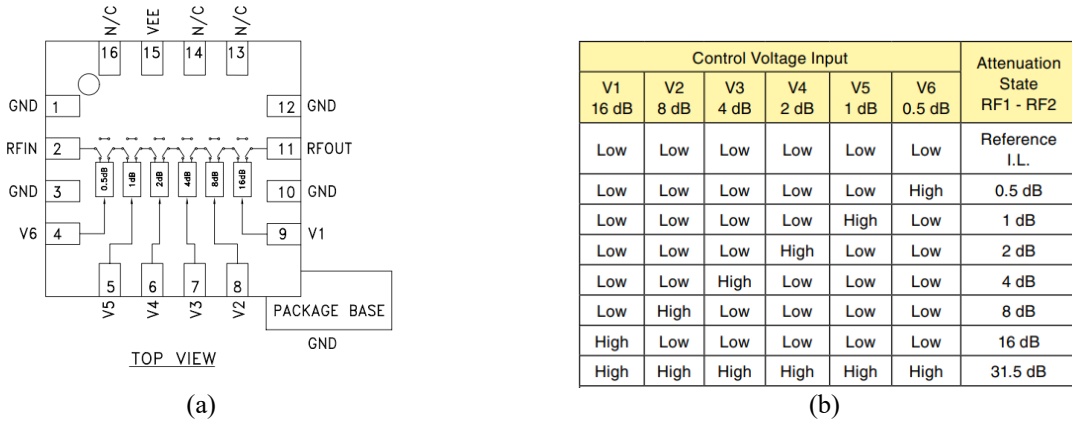 N/C VEE N/C N/C
16 15 14 13
GND 1 12 GND
RFIN 2 11 RFOUT
0.5dB 1dB 2dB 4dB 8dB 16dB
GND 3 10 GND
V6 4 9 V1
5 6 7 8
V5 V4 V3 V2
PACKAGE BASE
GND
TOP VIEW
(a)
Control Voltage Input Attenuation State RF1 - RF2
V1 16 dB V2 8 dB V3 4 dB V4 2 dB V5 1 dB V6 0.5 dB
Low Low Low Low Low Low Reference I.L.
Low Low Low Low Low High 0.5 dB
Low Low Low Low High Low 1 dB
Low Low Low High Low Low 2 dB
Low Low High Low Low Low 4 dB
Low High Low Low Low Low 8 dB
High Low Low Low Low Low 16 dB
High High High High High High 31.5 dB
(b)